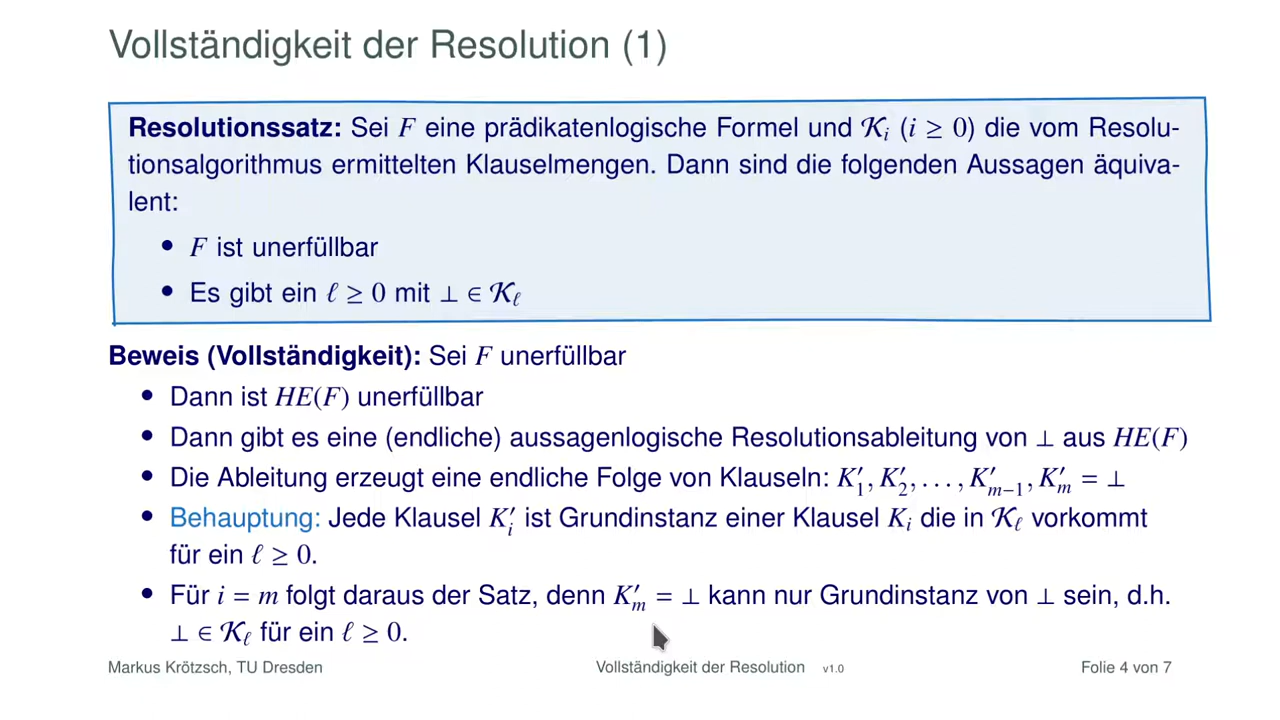 Vollständigkeit der Resolution (1)
Resolutionssatz: Sei F eine prädikatenlogische Formel und 𝒦ᵢ (i ≥ 0) die vom Resolu-
tionsalgorithmus ermittelten Klauselmengen. Dann sind die folgenden Aussagen äquiva-
lent:
• F ist unerfüllbar
• Es gibt ein ℓ ≥ 0 mit ⊥ ∈ 𝒦_ℓ
Beweis (Vollständigkeit): Sei F unerfüllbar
• Dann ist HE(F) unerfüllbar
• Dann gibt es eine (endliche) aussagenlogische Resolutionsableitung von ⊥ aus HE(F)
• Die Ableitung erzeugt eine endliche Folge von Klauseln: K′₁, K′₂, . . . , K′ₘ₋₁, K′ₘ = ⊥
• Behauptung: Jede Klausel K′ᵢ ist Grundinstanz einer Klausel Kᵢ die in 𝒦_ℓ vorkommt
für ein ℓ ≥ 0.
• Für i = m folgt daraus der Satz, denn K′ₘ = ⊥ kann nur Grundinstanz von ⊥ sein, d.h.
⊥ ∈ 𝒦_ℓ für ein ℓ ≥ 0.
Markus Krötzsch, TU Dresden Vollständigkeit der Resolution v1.0 Folie 4 von 7